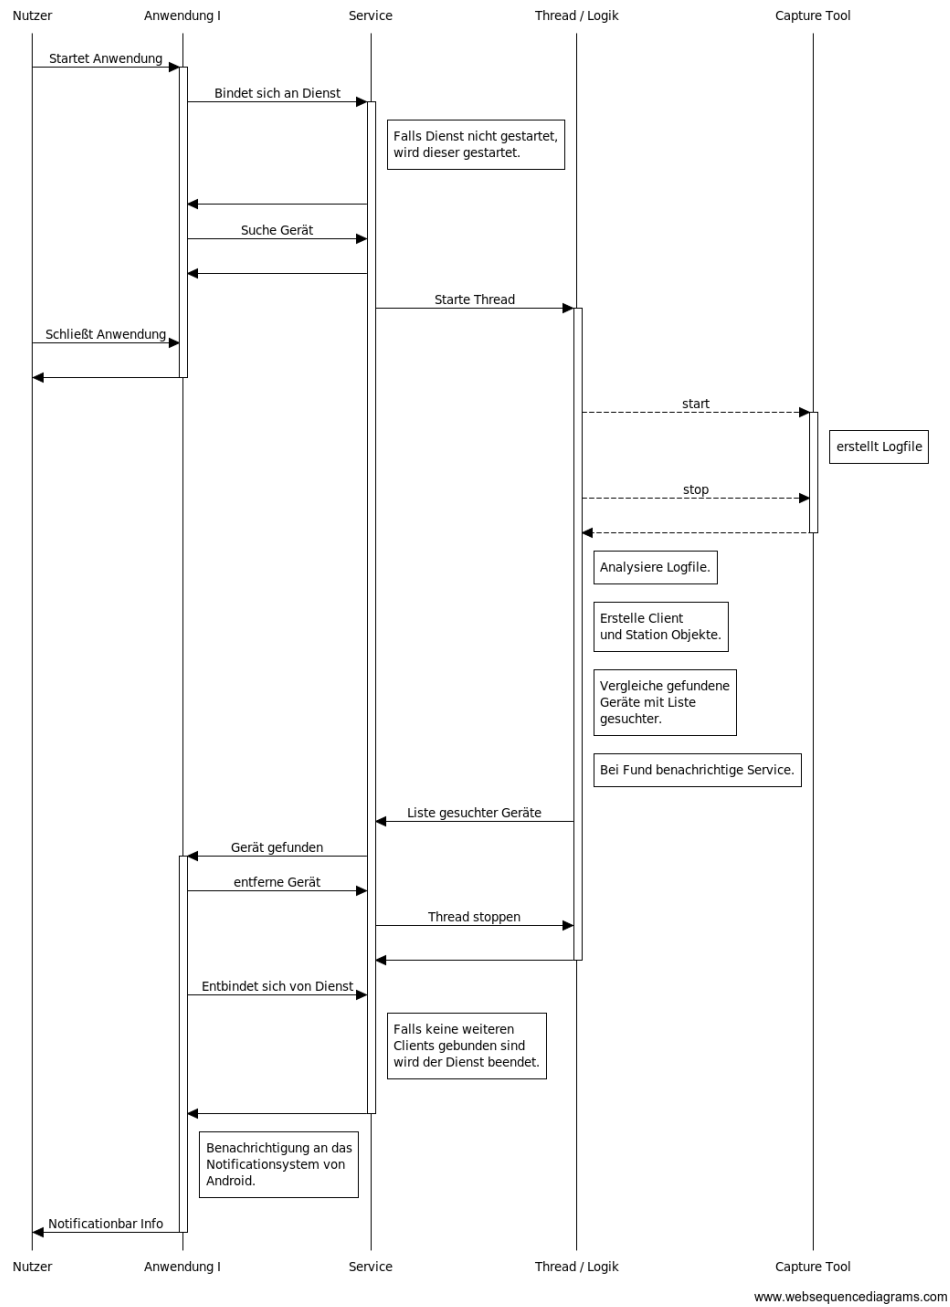 Nutzer Anwendung I Service Thread / Logik Capture Tool
Startet Anwendung
Bindet sich an Dienst
Falls Dienst nicht gestartet,
wird dieser gestartet.
Suche Gerät
Starte Thread
Schließt Anwendung
start
erstellt Logfile
stop
Analysiere Logfile.
Erstelle Client
und Station Objekte.
Vergleiche gefundene
Geräte mit Liste
gesuchter.
Bei Fund benachrichtige Service.
Liste gesuchter Geräte
Gerät gefunden
entferne Gerät
Thread stoppen
Entbindet sich von Dienst
Falls keine weiteren
Clients gebunden sind
wird der Dienst beendet.
Benachrichtigung an das
Notificationsystem von
Android.
Notificationbar Info
Nutzer Anwendung I Service Thread / Logik Capture Tool
www.websequencediagrams.com